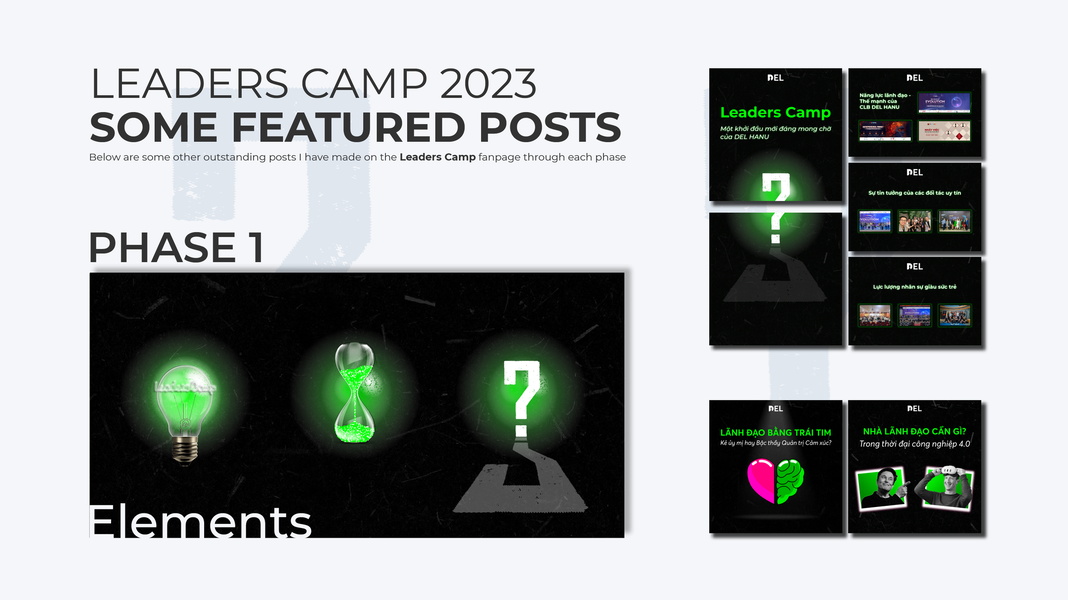 LEADERS CAMP 2023
SOME FEATURED POSTS
Below are some other outstanding posts I have made on the Leaders Camp fanpage through each phase
PHASE 1
Elements
DEL
Leaders Camp
Một khởi đầu mới đáng mong chờ
của DEL HANU
DEL
Năng lực lãnh đạo -
Thế mạnh của
CLB DEL HANU
DEL
Sự tin tưởng của các đối tác uy tín
DEL
Lực lượng nhân sự giàu sức trẻ
DEL
LÃNH ĐẠO BẰNG TRÁI TIM
Kẻ ủy mị hay Bậc thầy Quản trị Cảm xúc?
DEL
NHÀ LÃNH ĐẠO CẦN GÌ?
Trong thời đại công nghiệp 4.0